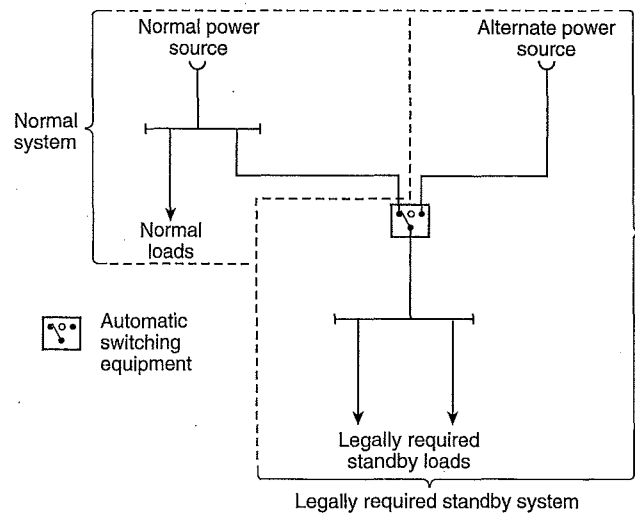 Normal power
source
Alternate power
source
Normal
system
Normal
loads
Automatic
switching
equipment
Legally required
standby loads
Legally required standby system